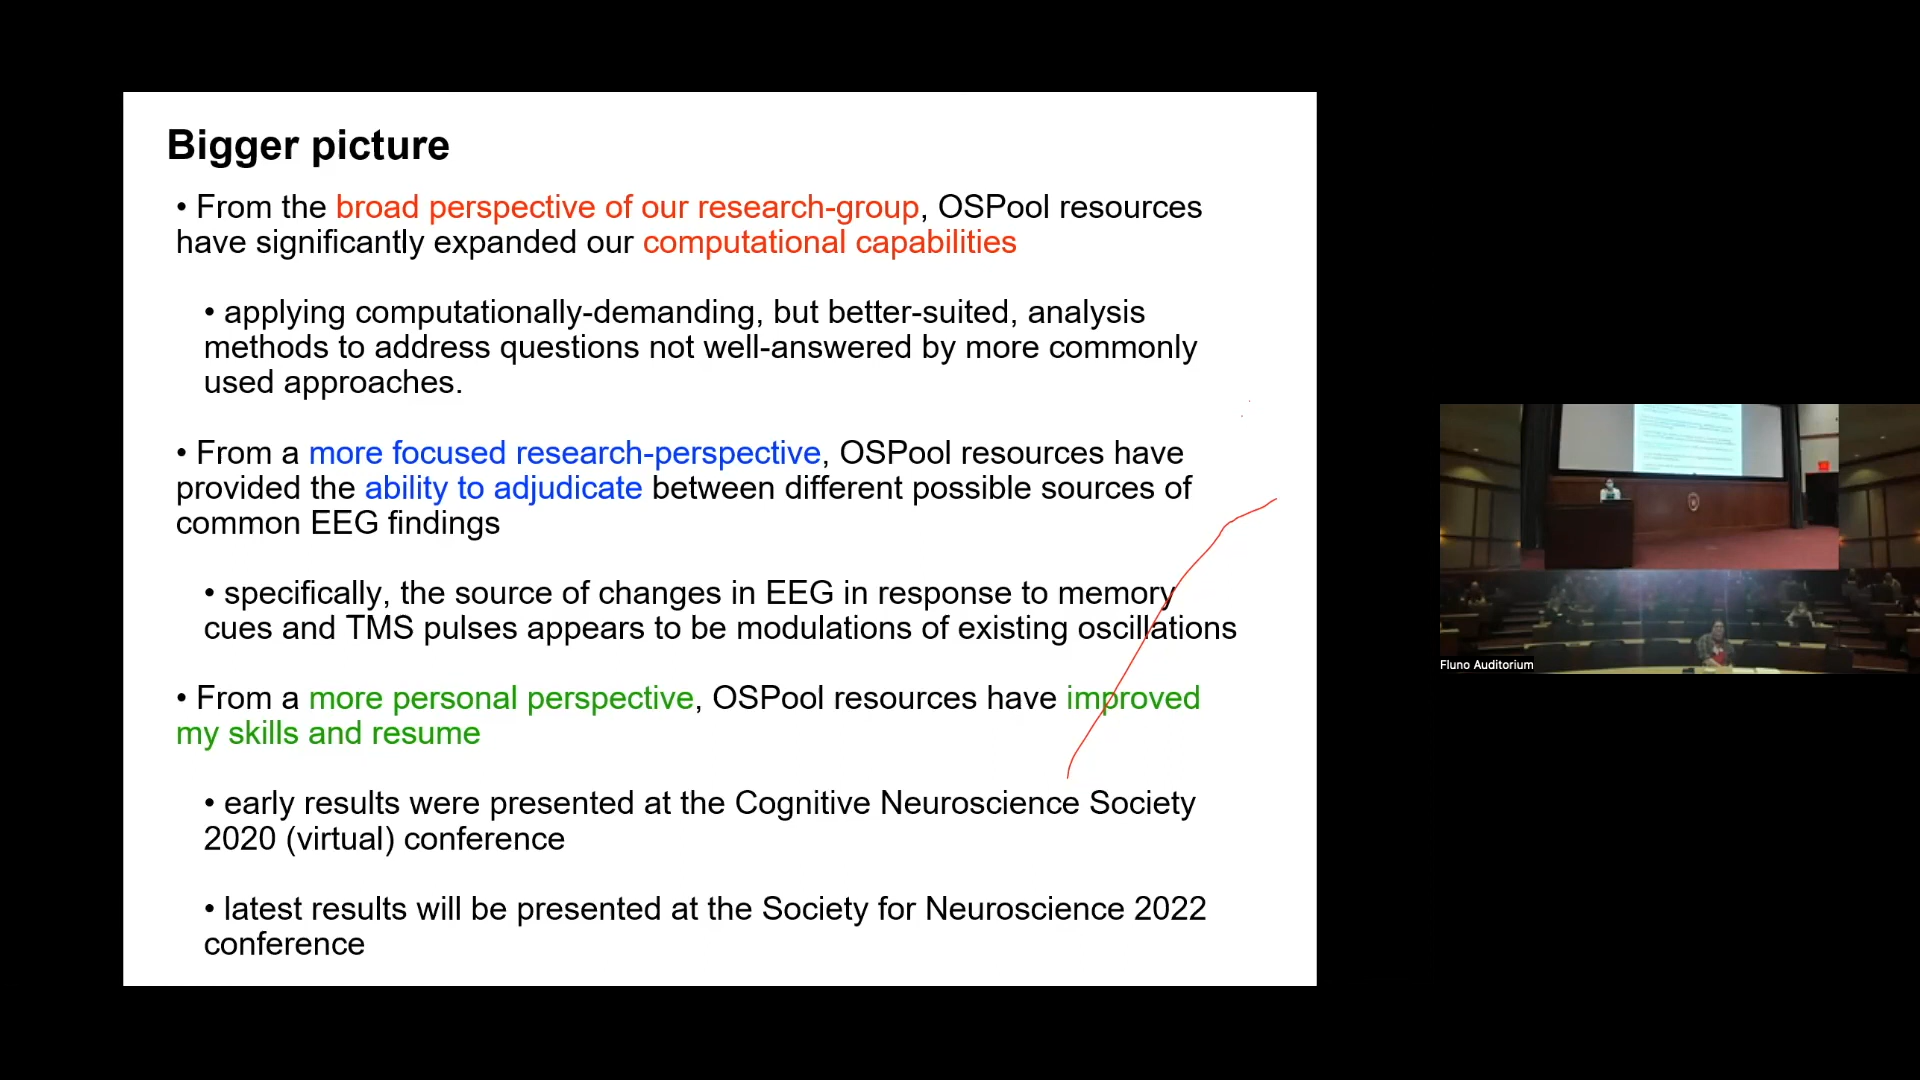 Bigger picture
• From the broad perspective of our research-group, OSPool resources
have significantly expanded our computational capabilities
• applying computationally-demanding, but better-suited, analysis
methods to address questions not well-answered by more commonly
used approaches.
• From a more focused research-perspective, OSPool resources have
provided the ability to adjudicate between different possible sources of
common EEG findings
• specifically, the source of changes in EEG in response to memory
cues and TMS pulses appears to be modulations of existing oscillations
• From a more personal perspective, OSPool resources have improved
my skills and resume
• early results were presented at the Cognitive Neuroscience Society
2020 (virtual) conference
• latest results will be presented at the Society for Neuroscience 2022
conference
Fluno Auditorium